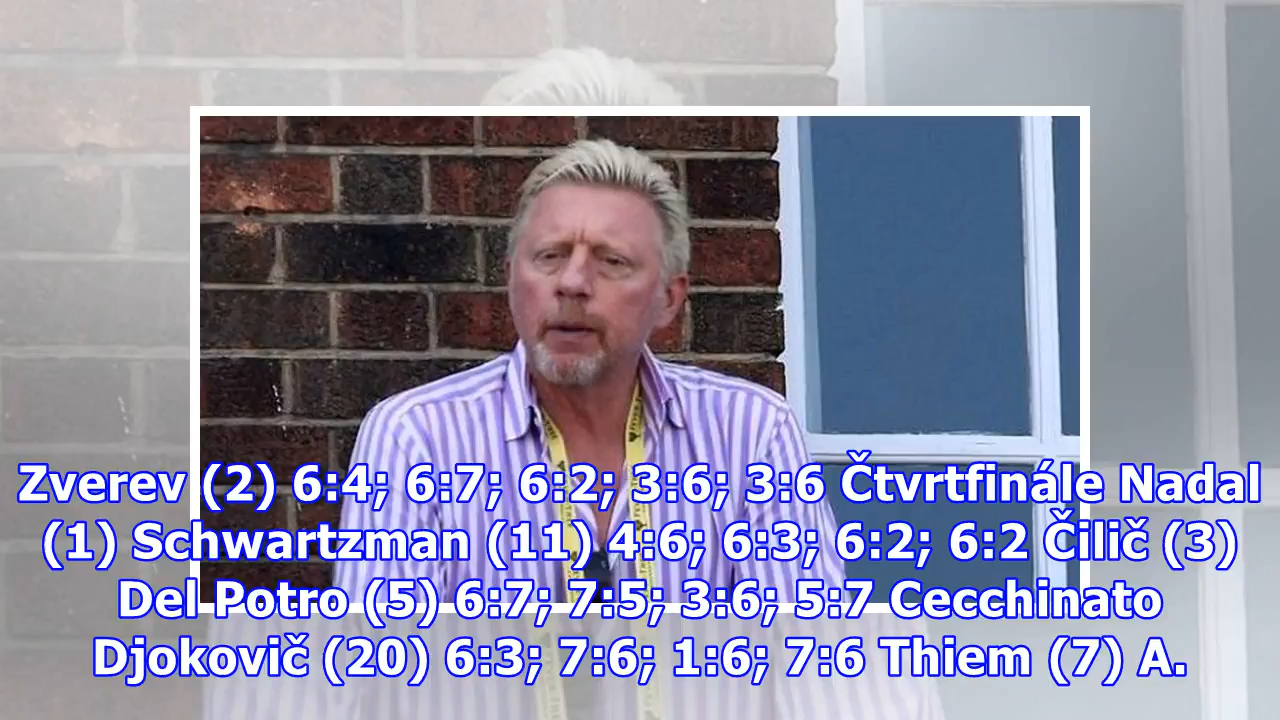 Zverev (2) 6:4; 6:7; 6:2; 3:6; 3:6 Čtvrtfinále Nadal
(1) Schwartzman (11) 4:6; 6:3; 6:2; 6:2 Čilič (3)
Del Potro (5) 6:7; 7:5; 3:6; 5:7 Cecchinato
Djokovič (20) 6:3; 7:6; 1:6; 7:6 Thiem (7) A.